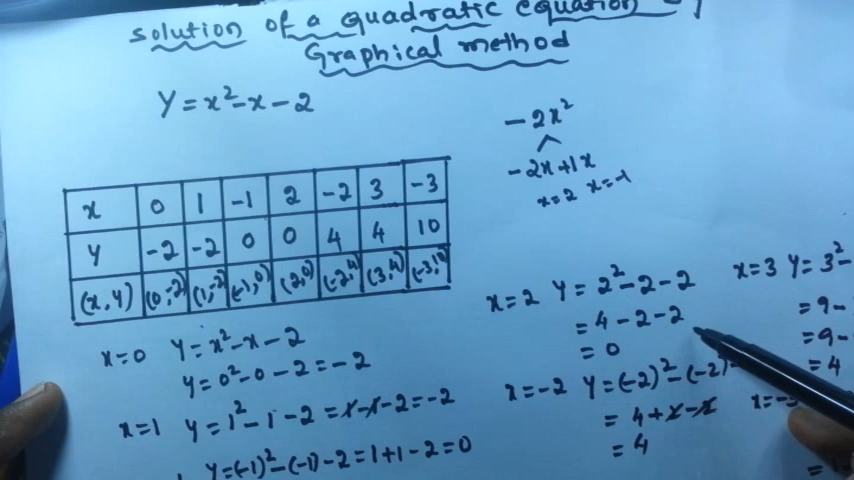 solution of a quadratic equation
Graphical method
Y = x² - x - 2
- 2x²
- 2x + 1x
x = 2 x = -1
x 0 1 -1 2 -2 3 -3
Y -2 -2 0 0 4 4 10
(x, Y) (0, -2) (1, -2) (-1, 0) (2, 0) (-2, 4) (3, 4) (-3, 10)
x = 0 Y = x² - x - 2
Y = 0² - 0 - 2 = -2
x = 1 Y = 1² - 1 - 2 = 1 - 1 - 2 = -2
Y = (-1)² - (-1) - 2 = 1 + 1 - 2 = 0
x = 2 Y = 2² - 2 - 2
= 4 - 2 - 2
= 0
x = -2 Y = (-2)² - (-2) -
= 4 + 2 - 2
= 4
x = 3 Y = 3² -
= 9 -
= 9 -
= 4
x = -3